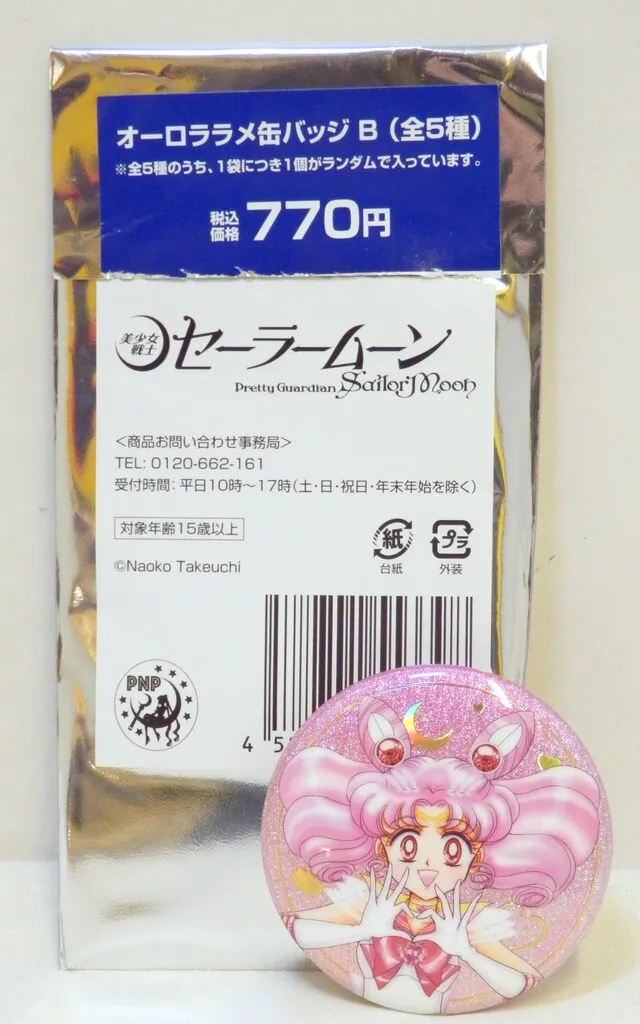 オーロララメ缶バッジ B（全5種）
※全5種のうち、1袋につき1個がランダムで入っています。
税込
価格 770円
美少女
戦士 セーラームーン
Pretty Guardian Sailor Moon
＜商品お問い合わせ事務局＞
TEL: 0120-662-161
受付時間：平日10時～17時（土・日・祝日・年末年始を除く）
対象年齢15歳以上
紙
台紙
プラ
外装
©Naoko Takeuchi
PNP
4 5